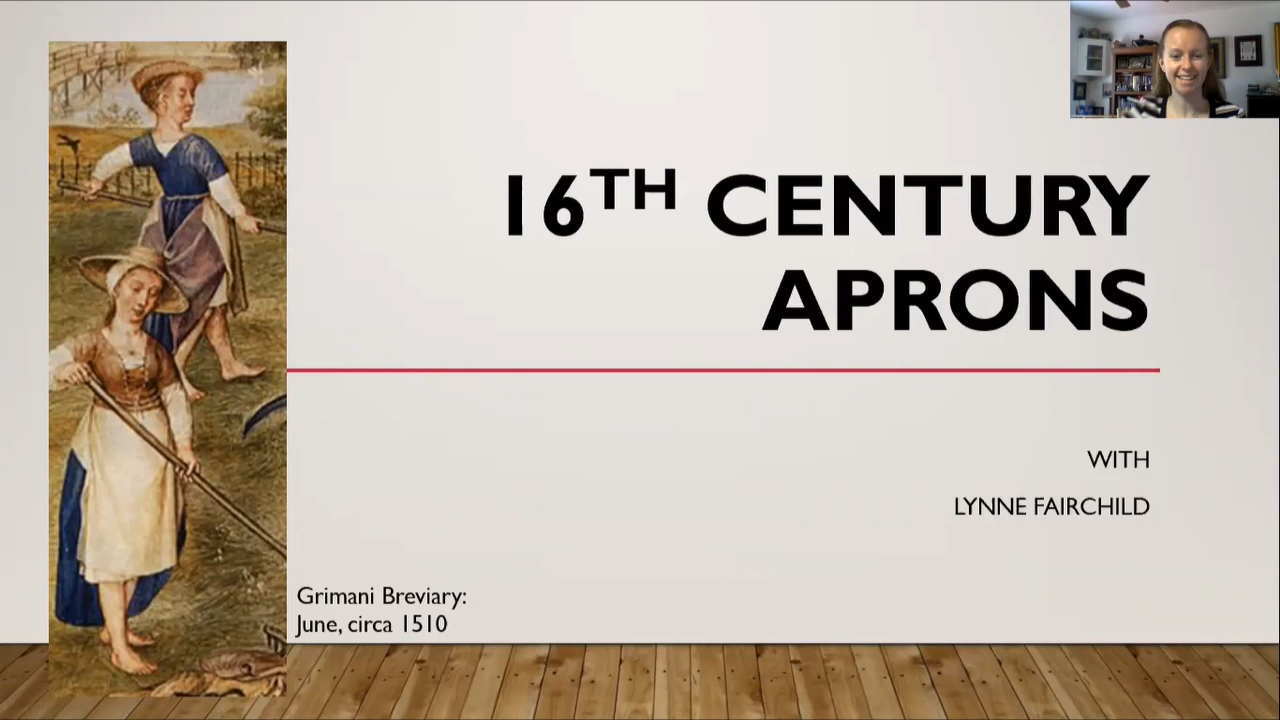 16TH CENTURY
APRONS
WITH
LYNNE FAIRCHILD
Grimani Breviary:
June, circa 1510